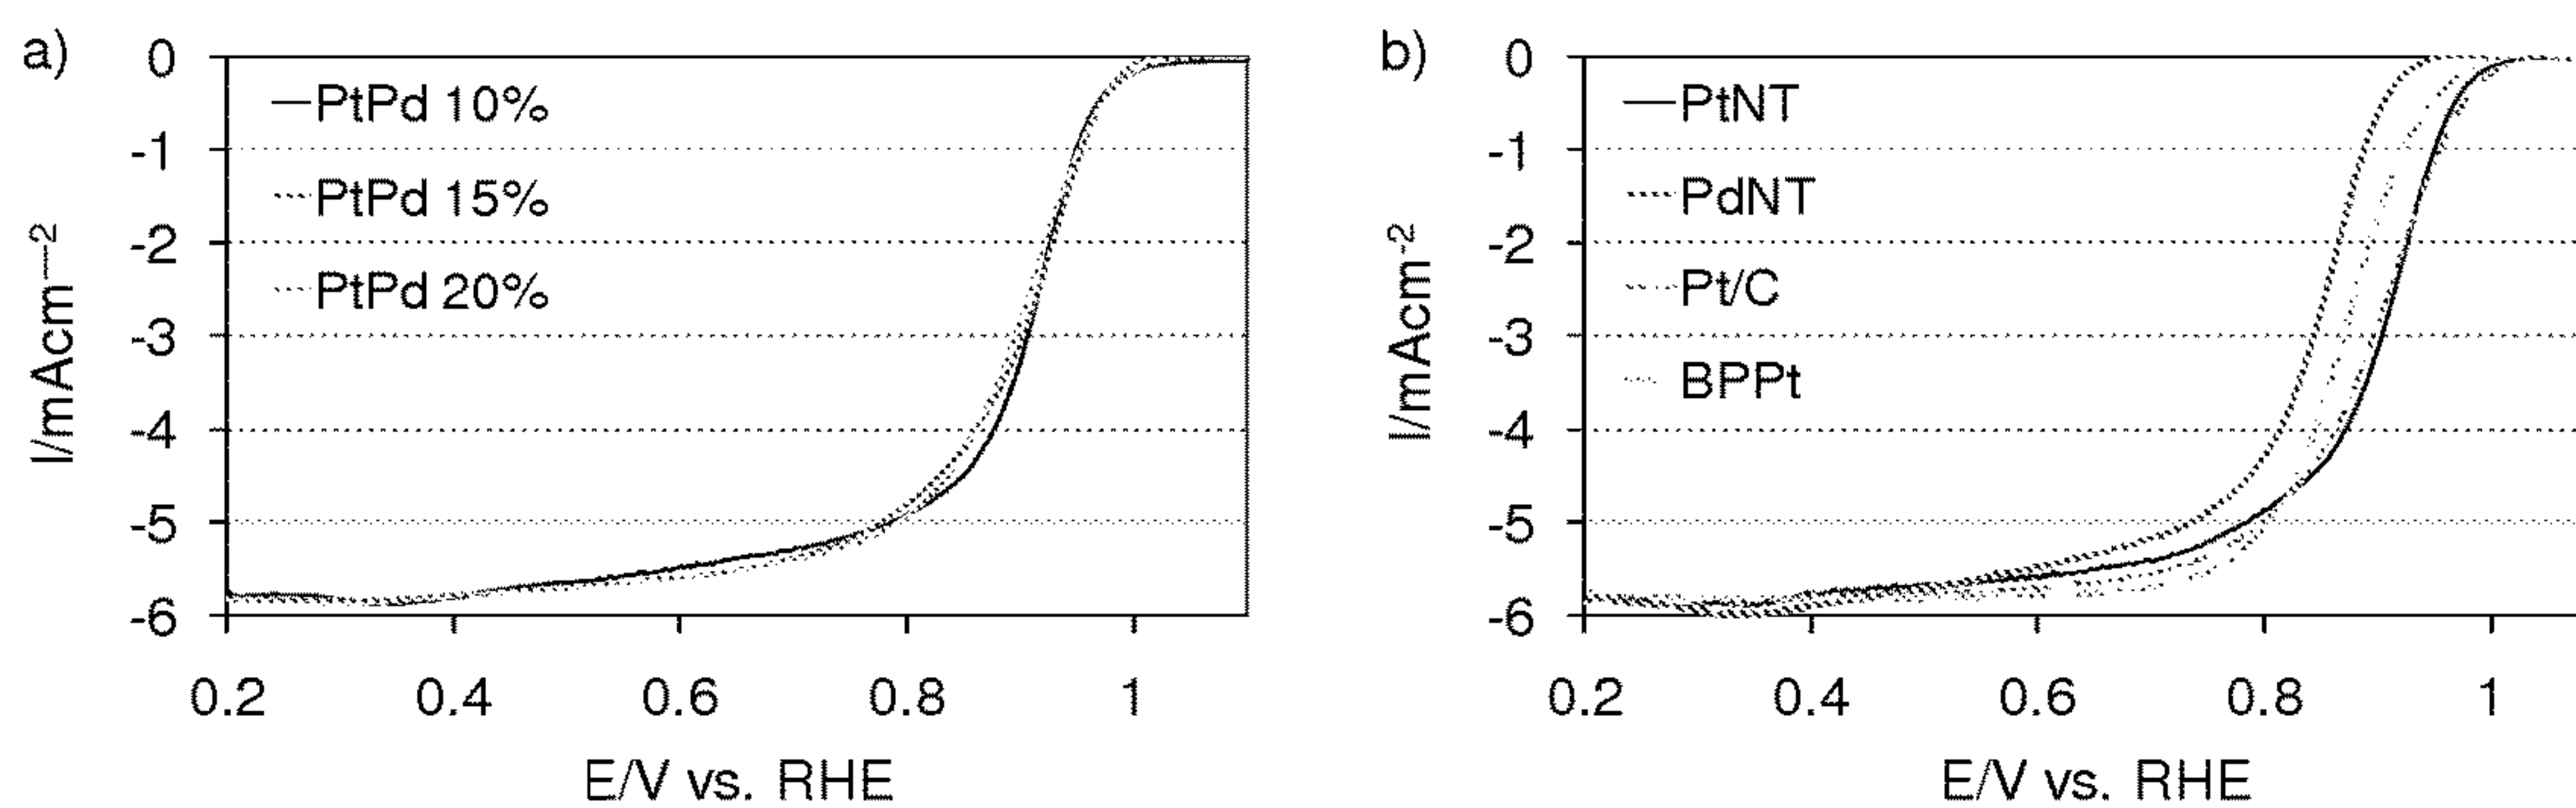 a)
I/mAcm—2
0
-1
-2
-3
-4
-5
-6
PtPd 10%
PtPd 15%
PtPd 20%
0.2 0.4 0.6 0.8 1
E/V vs. RHE
b)
I/mAcm-2
0
-1
-2
-3
-4
-5
-6
PtNT
PdNT
Pt/C
BPPt
0.2 0.4 0.6 0.8 1
E/V vs. RHE